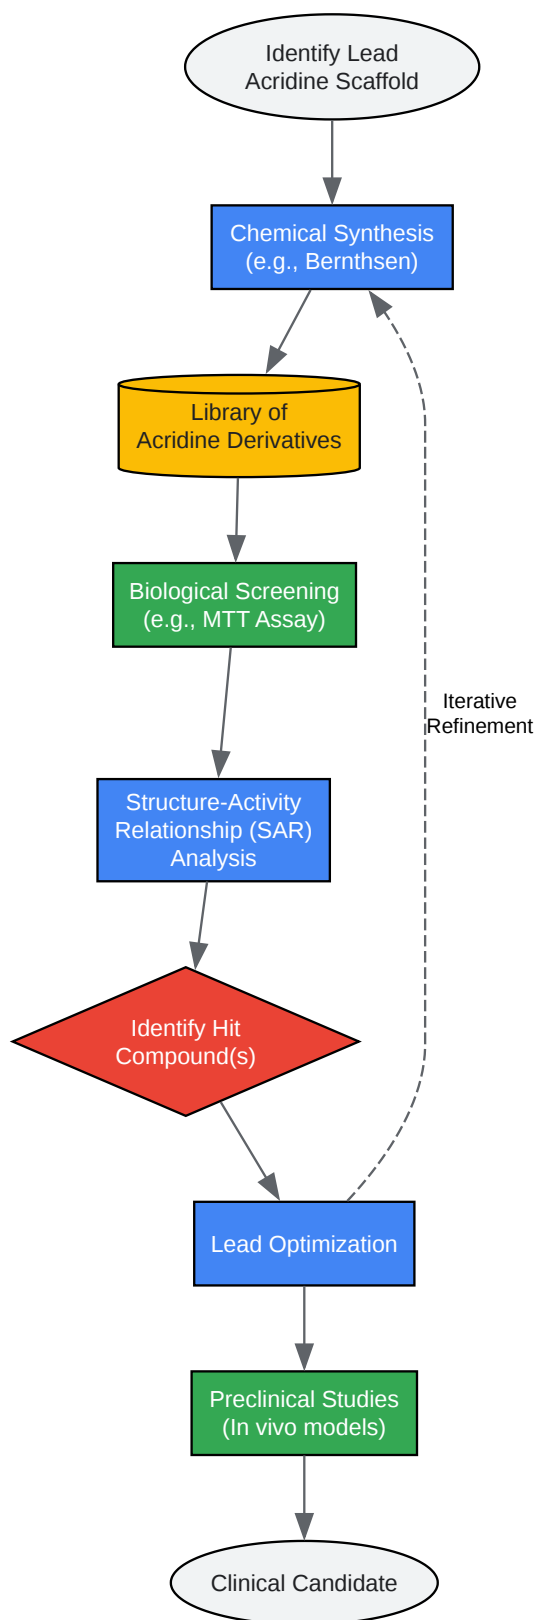 Identify Lead
Acridine Scaffold
Chemical Synthesis
(e.g., Bernthsen)
Library of
Acridine Derivatives
Biological Screening
(e.g., MTT Assay)
Iterative
Refinement
Structure-Activity
Relationship (SAR)
Analysis
Identify Hit
Compound(s)
Lead Optimization
Preclinical Studies
(In vivo models)
Clinical Candidate